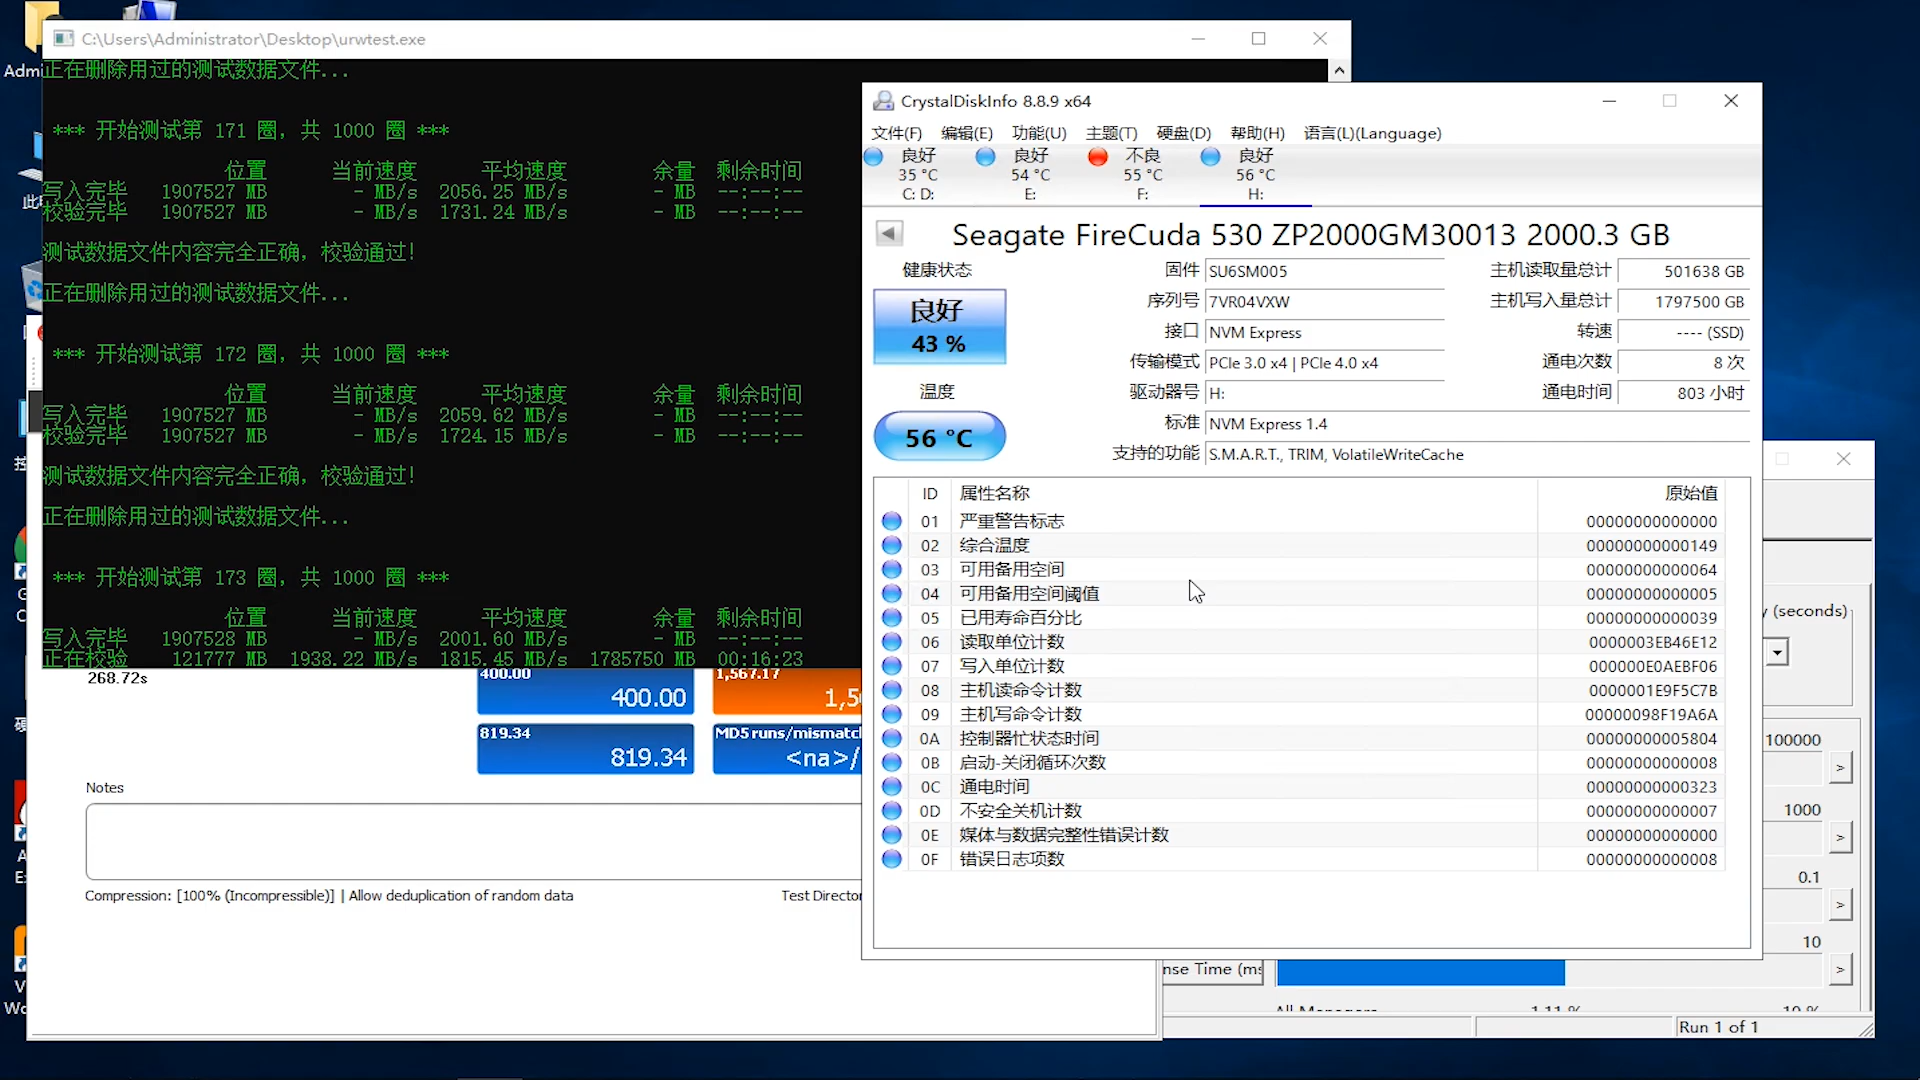 C:\Users\Administrator\Desktop\urwtest.exe
Admi
正在删除用过的测试数据文件...
*** 开始测试第 171 圈, 共 1000 圈 ***
位置 当前速度 平均速度 余量 剩余时间
写入完毕 1907527 MB - MB/s 2056.25 MB/s - MB --:--:--
校验完毕 1907527 MB - MB/s 1731.24 MB/s - MB --:--:--
测试数据文件内容完全正确, 校验通过!
正在删除用过的测试数据文件...
*** 开始测试第 172 圈, 共 1000 圈 ***
位置 当前速度 平均速度 余量 剩余时间
写入完毕 1907527 MB - MB/s 2059.62 MB/s - MB --:--:--
校验完毕 1907527 MB - MB/s 1724.15 MB/s - MB --:--:--
测试数据文件内容完全正确, 校验通过!
正在删除用过的测试数据文件...
*** 开始测试第 173 圈, 共 1000 圈 ***
位置 当前速度 平均速度 余量 剩余时间
写入完毕 1907528 MB - MB/s 2001.60 MB/s - MB --:--:--
正在校验 121777 MB 1938.22 MB/s 1815.45 MB/s 1785750 MB 00:16:23
CrystalDiskInfo 8.8.9 x64
文件(F) 编辑(E) 功能(U) 主题(T) 硬盘(D) 帮助(H) 语言(L)(Language)
良好 良好 不良 良好
35 °C 54 °C 55 °C 56 °C
C: D: E: F: H:
Seagate FireCuda 530 ZP2000GM30013 2000.3 GB
健康状态
良好
43 %
温度
56 °C
固件 SU6SM005
序列号 7VR04VXW
接口 NVM Express
传输模式 PCIe 3.0 x4 | PCIe 4.0 x4
驱动器号 H:
标准 NVM Express 1.4
支持的功能 S.M.A.R.T., TRIM, VolatileWriteCache
主机读取量总计 501638 GB
主机写入量总计 1797500 GB
转速 ---- (SSD)
通电次数 8 次
通电时间 803 小时
ID 属性名称 原始值
01 严重警告标志 00000000000000
02 综合温度 00000000000149
03 可用备用空间 00000000000064
04 可用备用空间阈值 00000000000005
05 已用寿命百分比 00000000000039
06 读取单位计数 0000003EB46E12
07 写入单位计数 000000E0AEBF06
08 主机读命令计数 0000001E9F5C7B
09 主机写命令计数 00000098F19A6A
0A 控制器忙状态时间 00000000005804
0B 启动-关闭循环次数 00000000000008
0C 通电时间 00000000000323
0D 不安全关机计数 00000000000007
0E 媒体与数据完整性错误计数 00000000000000
0F 错误日志项数 00000000000008
268.72s
400.00
400.00
1,567.17
1,5
819.34
819.34
MD5 runs/mismatc
<na>/
Notes
Compression: [100% (Incompressible)] | Allow deduplication of random data
Test Director
y (seconds)
100000
>
1000
>
0.1
>
10
>
nse Time (ms
All Managers 1.11 % 10 %
Run 1 of 1